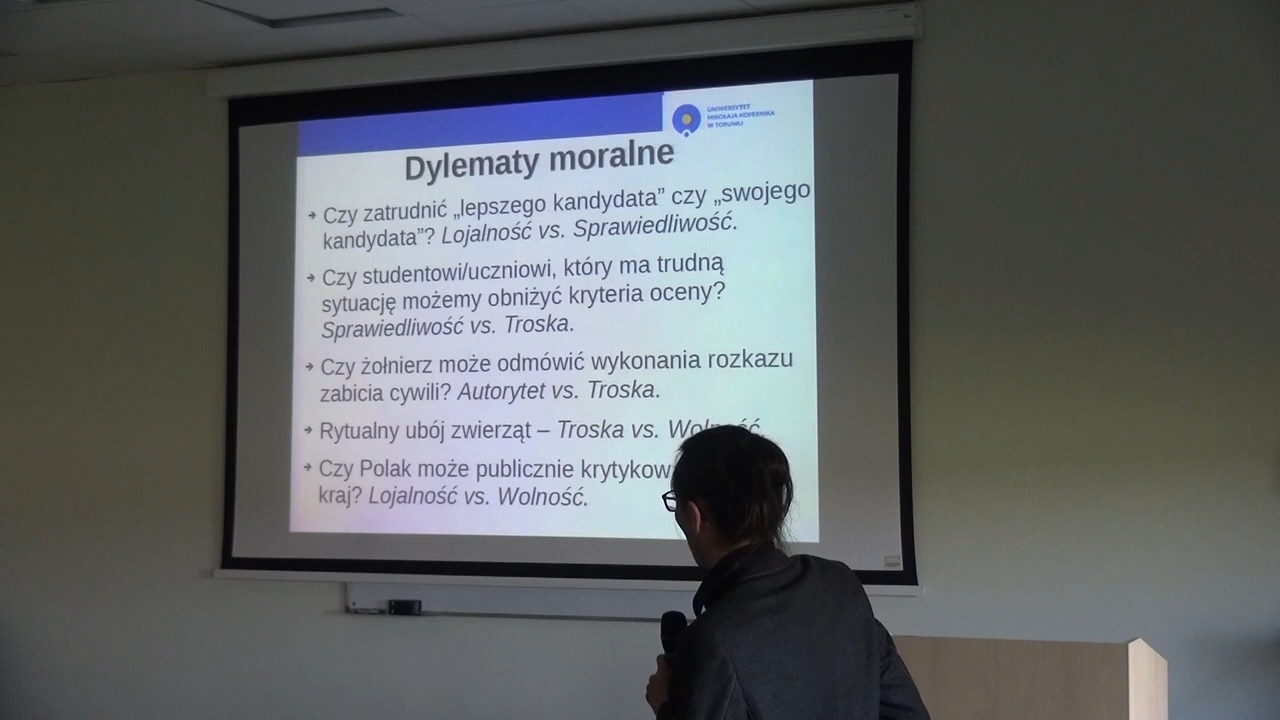 UNIWERSYTET
MIKOŁAJA KOPERNIKA
W TORUNIU
Dylematy moralne
Czy zatrudnić „lepszego kandydata” czy „swojego
kandydata”? Lojalność vs. Sprawiedliwość.
Czy studentowi/uczniowi, który ma trudną
sytuację możemy obniżyć kryteria oceny?
Sprawiedliwość vs. Troska.
Czy żołnierz może odmówić wykonania rozkazu
zabicia cywili? Autorytet vs. Troska.
Rytualny ubój zwierząt – Troska vs. Wolność.
Czy Polak może publicznie krytykow
kraj? Lojalność vs. Wolność.